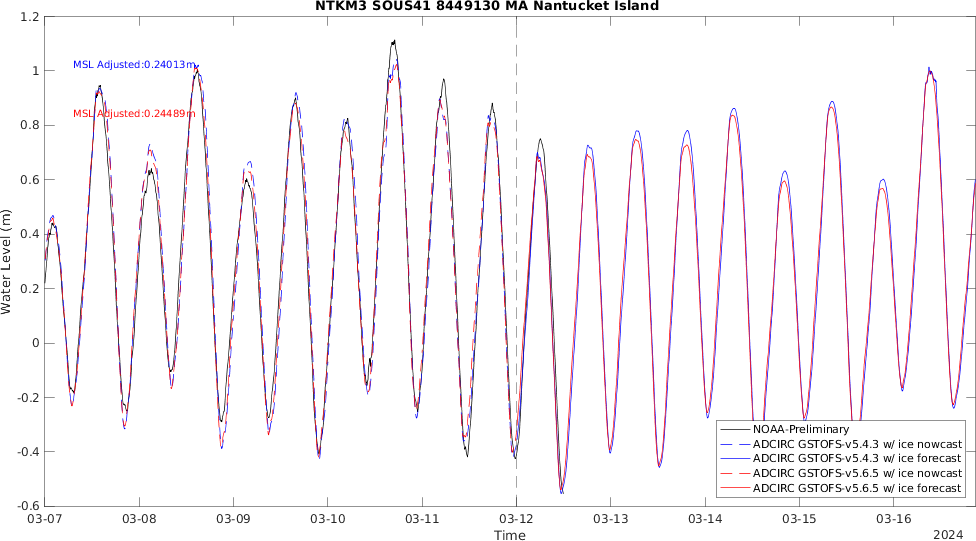 NTKM3 SOUS41 8449130 MA Nantucket Island
1.2
1
0.8
0.6
0.4
0.2
0
-0.2
-0.4
-0.6
Water Level (m)
MSL Adjusted:0.24013m
MSL Adjusted:0.24489m
NOAA-Preliminary
ADCIRC GSTOFS-v5.4.3 w/ ice nowcast
ADCIRC GSTOFS-v5.4.3 w/ ice forecast
ADCIRC GSTOFS-v5.6.5 w/ ice nowcast
ADCIRC GSTOFS-v5.6.5 w/ ice forecast
03-07 03-08 03-09 03-10 03-11 03-12 03-13 03-14 03-15 03-16
Time
2024